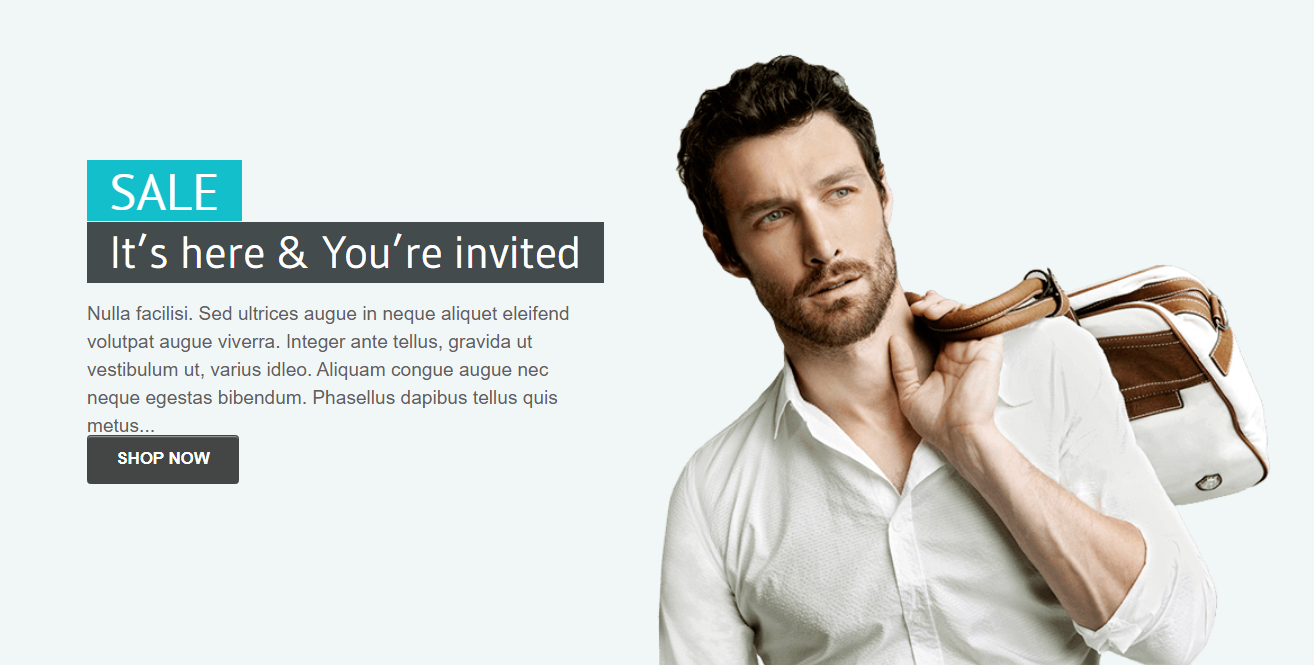 SALE
It's here & You're invited
Nulla facilisi. Sed ultrices augue in neque aliquet eleifend
volutpat augue viverra. Integer ante tellus, gravida ut
vestibulum ut, varius idleo. Aliquam congue augue nec
neque egestas bibendum. Phasellus dapibus tellus quis
metus...
SHOP NOW